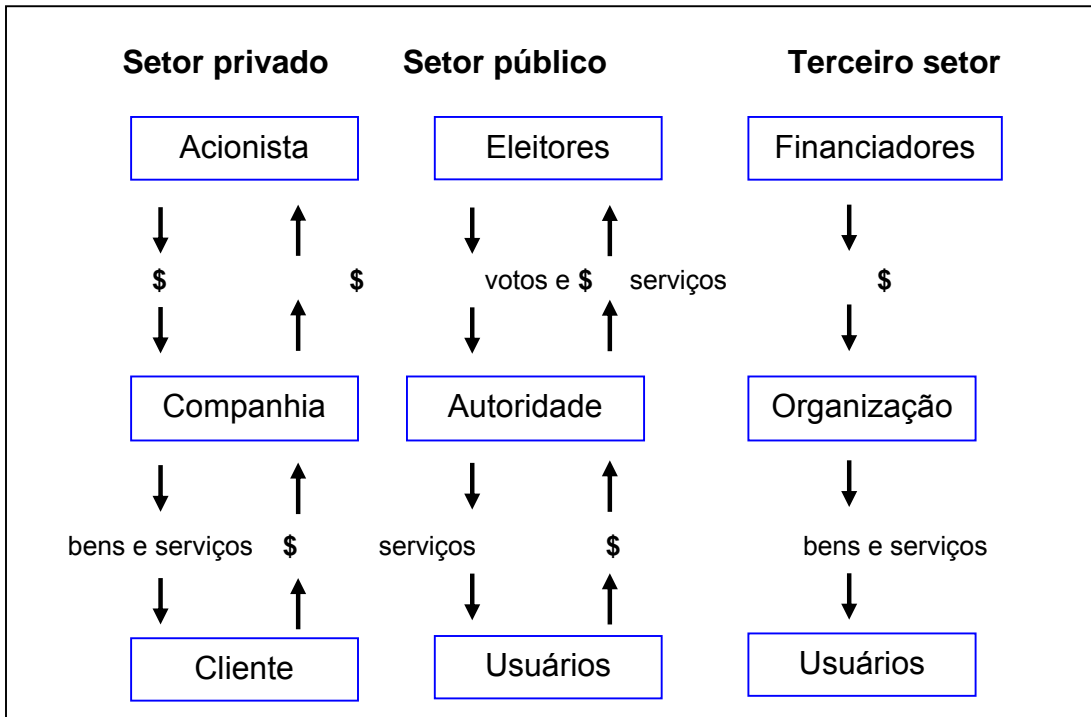 Setor privado Setor público Terceiro setor
Acionista Eleitores Financiadores
$ $ votos e $ serviços $
Companhia Autoridade Organização
bens e serviços $ serviços $ bens e serviços
Cliente Usuários Usuários